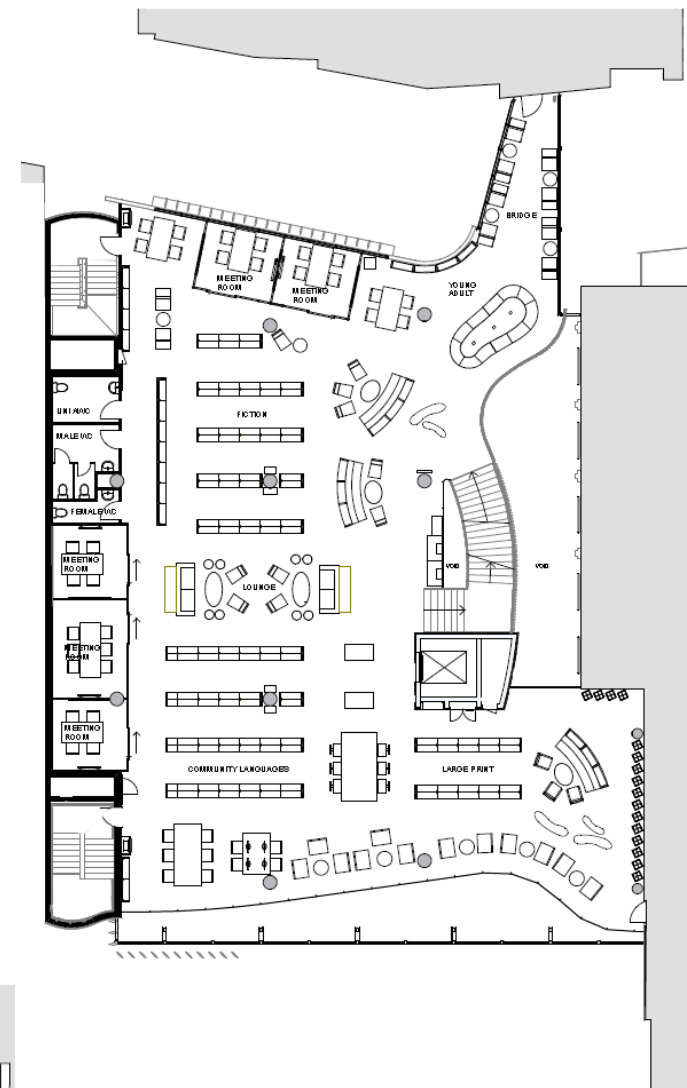 BRIDGE
MEETING
ROOM
MEETING
ROOM
YOUNG
ADULT
UNI A/WC
FICTION
MALE WC
FEMALE WC
MEETING
ROOM
LOUNGE
VOID
VOID
MEETING
ROOM
MEETING
ROOM
COMMUNITY LANGUAGES
LARGE PRINT